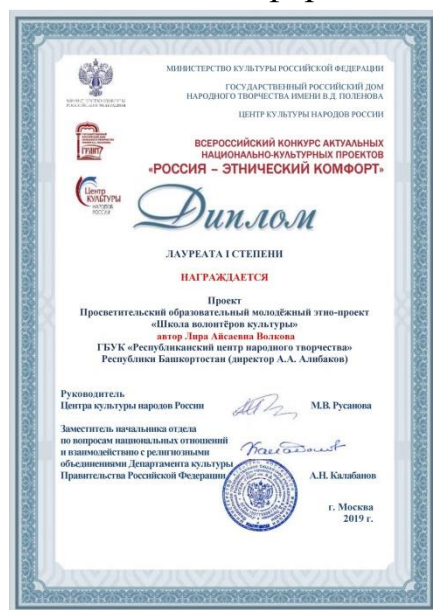 МИНИСТЕРСТВО КУЛЬТУРЫ РОССИЙСКОЙ ФЕДЕРАЦИИ
ГОСУДАРСТВЕННЫЙ РОССИЙСКИЙ ДОМ
НАРОДНОГО ТВОРЧЕСТВА ИМЕНИ В.Д. ПОЛЕНОВА
ЦЕНТР КУЛЬТУРЫ НАРОДОВ РОССИИ
ВСЕРОССИЙСКИЙ КОНКУРС АКТУАЛЬНЫХ
НАЦИОНАЛЬНО-КУЛЬТУРНЫХ ПРОЕКТОВ
«РОССИЯ – ЭТНИЧЕСКИЙ КОМФОРТ»
Центр
КУЛЬТУРЫ
НАРОДОВ
РОССИИ
Диплом
ЛАУРЕАТА I СТЕПЕНИ
НАГРАЖДАЕТСЯ
Проект
Просветительский образовательный молодёжный этно-проект
«Школа волонтёров культуры»
автор Лира Айсаевна Волкова
ГБУК «Республиканский центр народного творчества»
Республики Башкортостан (директор А.А. Алибаков)
Руководитель
Центра культуры народов России
М.В. Русанова
Заместитель начальника отдела
по вопросам национальных отношений
и взаимодействию с религиозными
объединениями Департамента культуры
Правительства Российской Федерации
А.Н. Калабанов
г. Москва
2019 г.